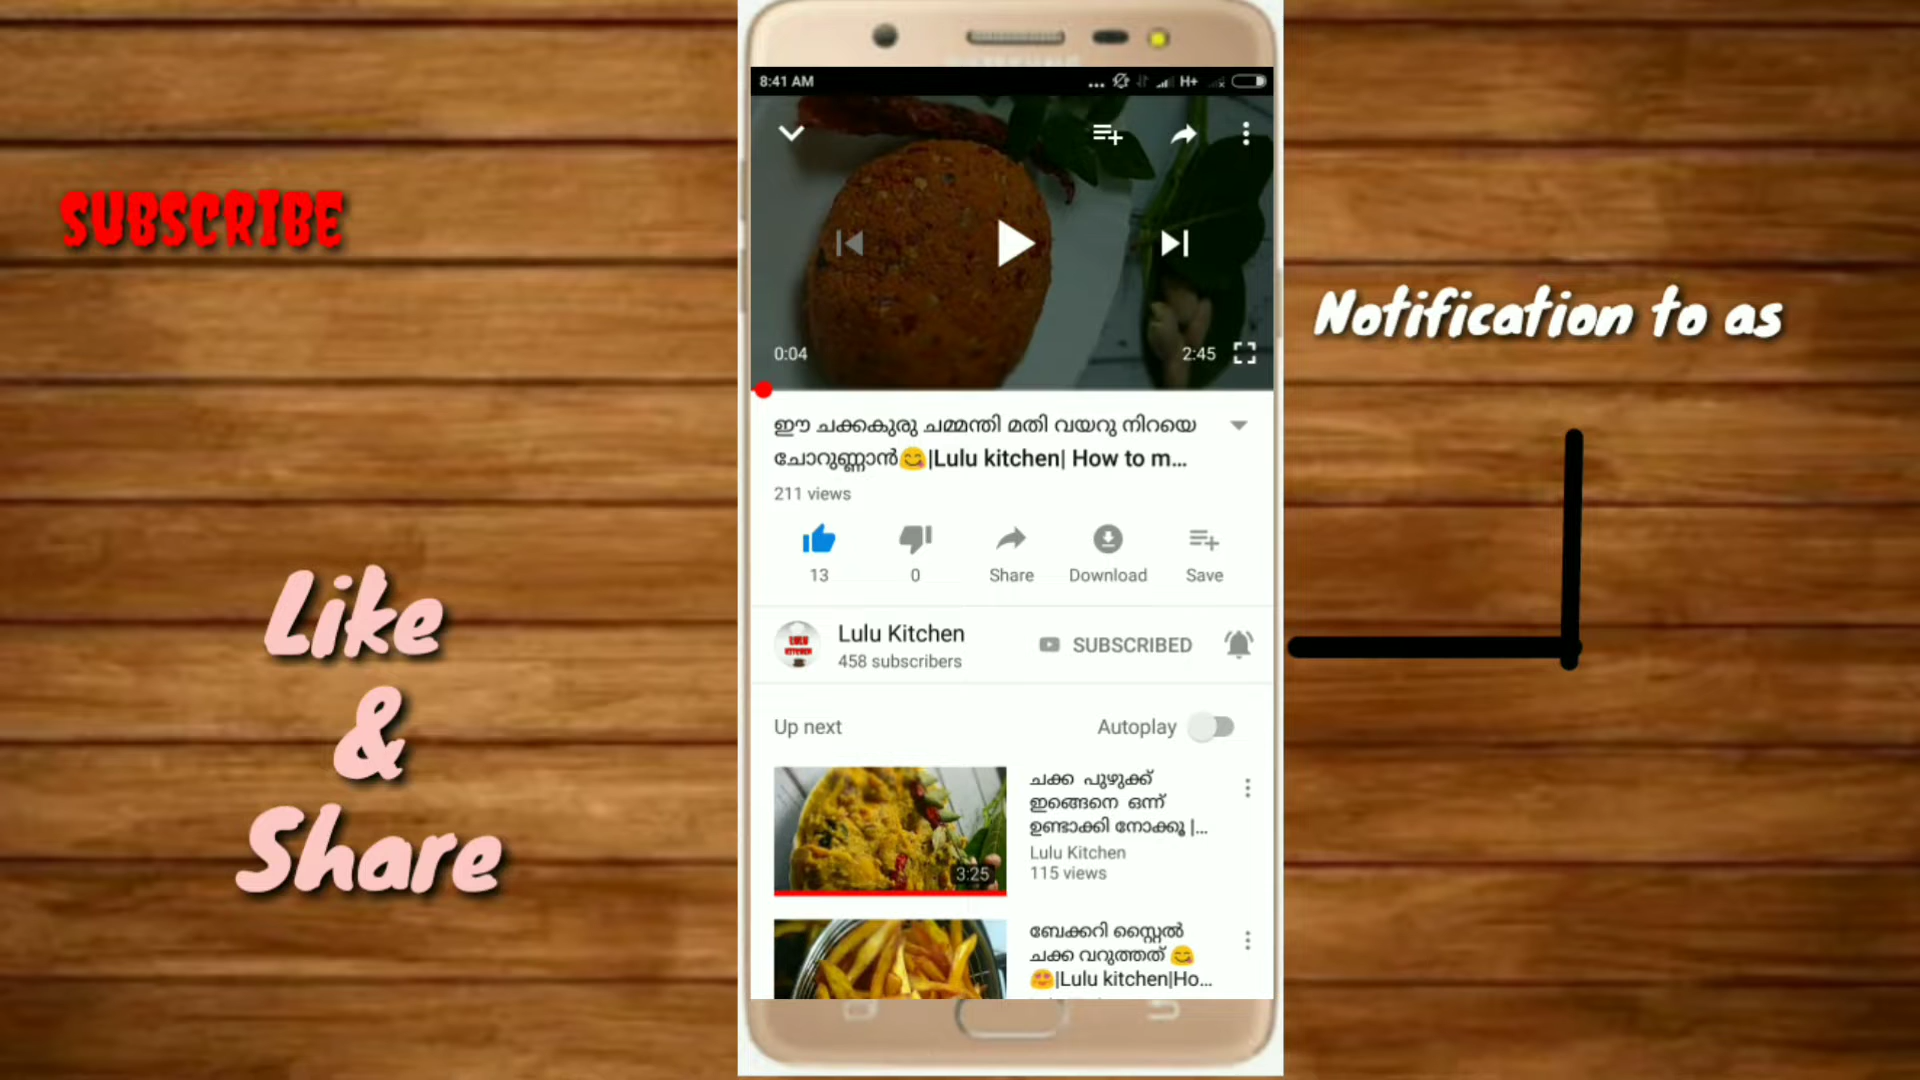 SUBSCRIBE
Like
&
Share
8:41 AM
H+
0:04
2:45
ഈ ചക്കകുരു ചമ്മന്തി മതി വയറു നിറയെ
ചോറുണ്ണാൻ😋|Lulu kitchen| How to m...
211 views
13
0
Share
Download
Save
LULU
KITCHEN
Lulu Kitchen
458 subscribers
SUBSCRIBED
Up next
Autoplay
3:25
ചക്ക പുഴുക്ക്
ഇങ്ങെനെ ഒന്ന്
ഉണ്ടാക്കി നോക്കൂ |...
Lulu Kitchen
115 views
ബേക്കറി സ്റ്റൈൽ
ചക്ക വറുത്തത് 😋
😍|Lulu kitchen|Ho...
Notification to as